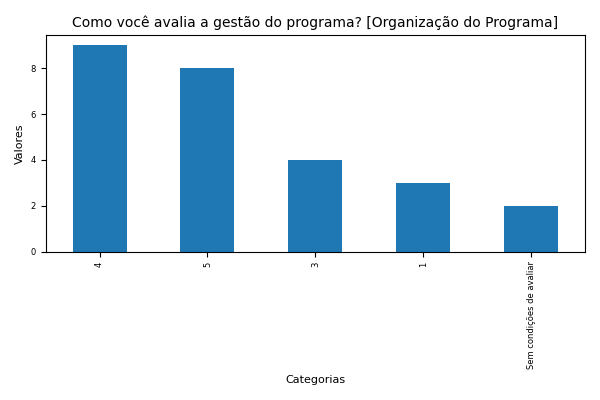 Como você avalia a gestão do programa? [Organização do Programa]
Valores
8
6
4
2
0
4
5
3
1
Sem condições de avaliar
Categorias